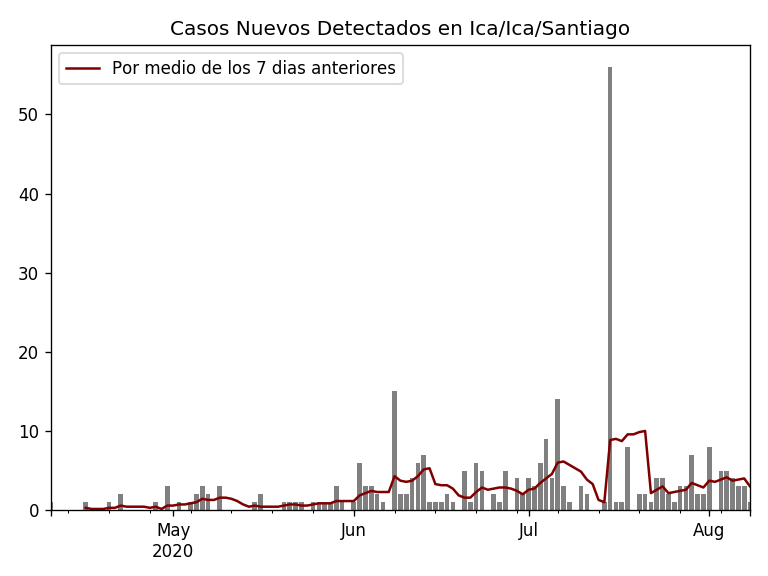 Casos Nuevos Detectados en Ica/Ica/Santiago
Por medio de los 7 dias anteriores
50
40
30
20
10
0
May
2020
Jun
Jul
Aug